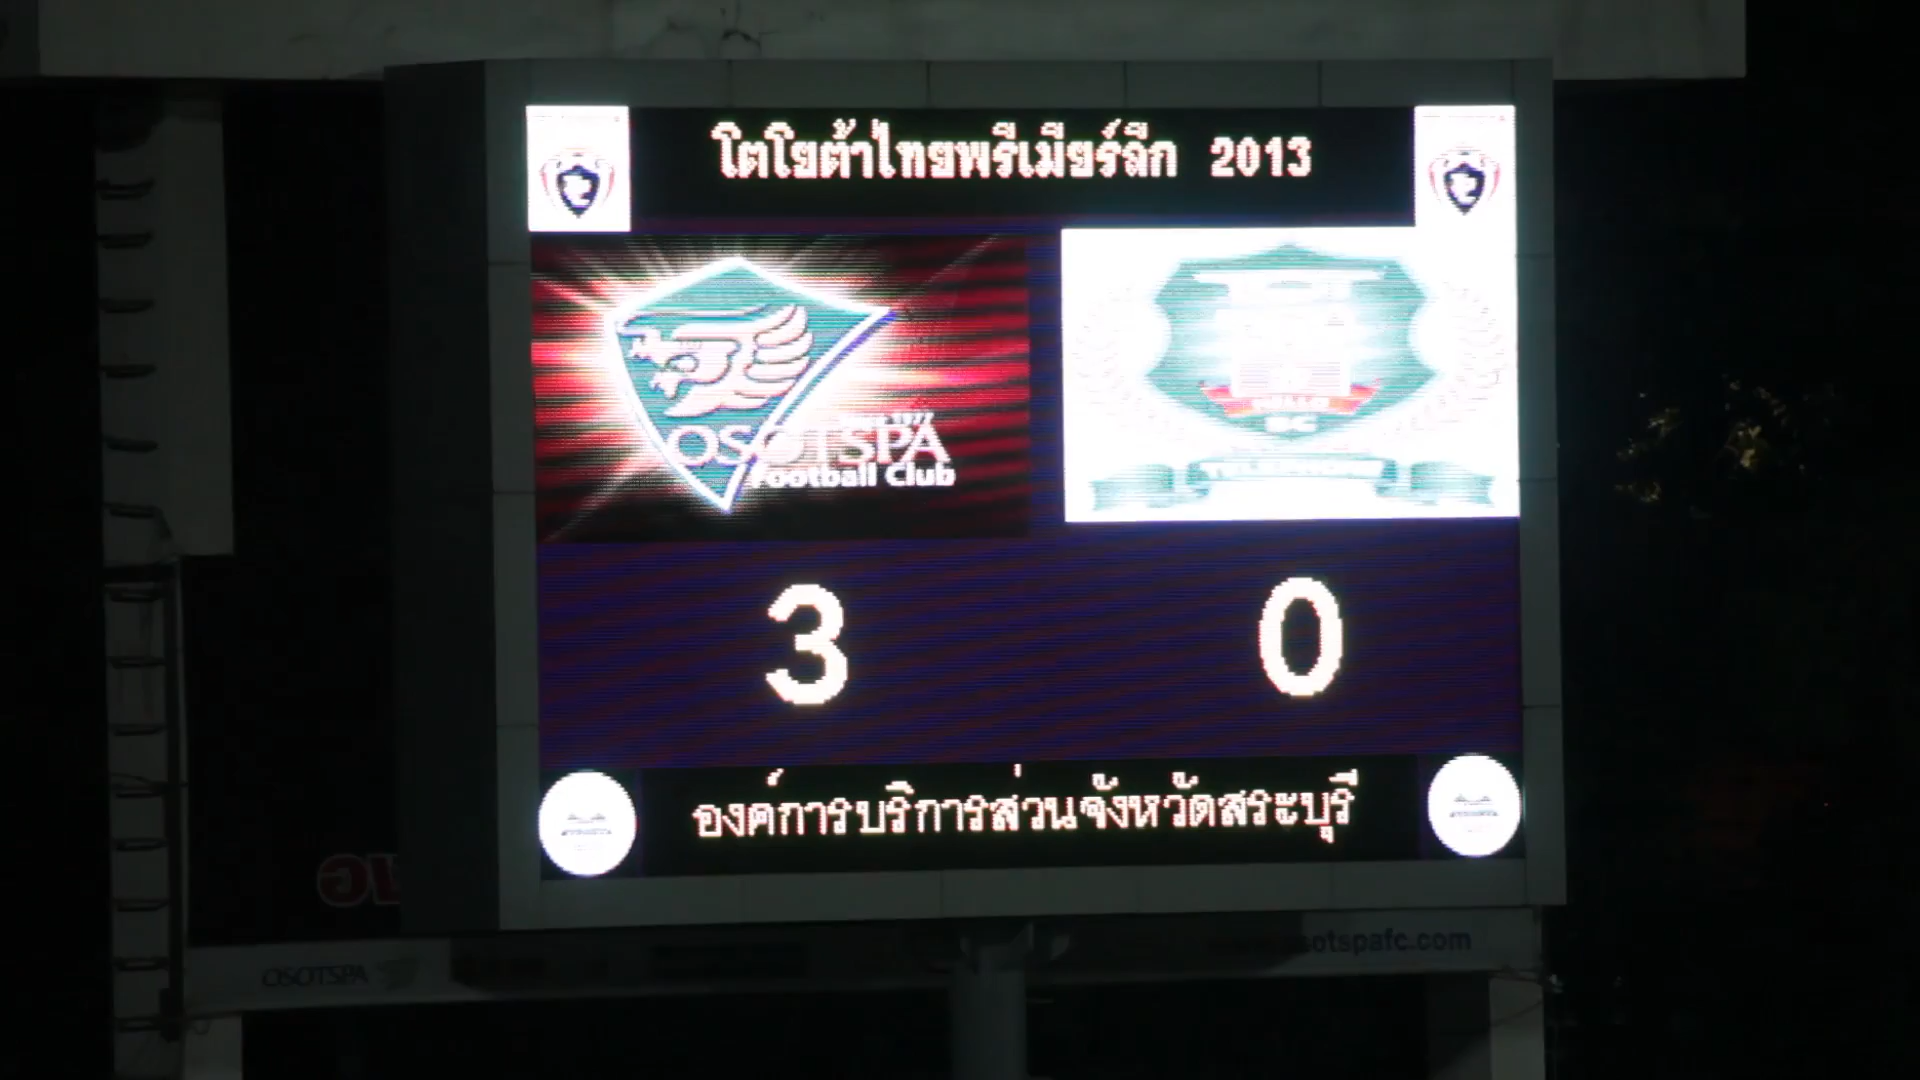 โตโยต้าไทยพรีเมียร์ลีก 2013
OSOTSPA
Football Club
TELEPHONE
3 0
องค์การบริการส่วนจังหวัดสระบุรี
OSOTSPA
osotspafc.com